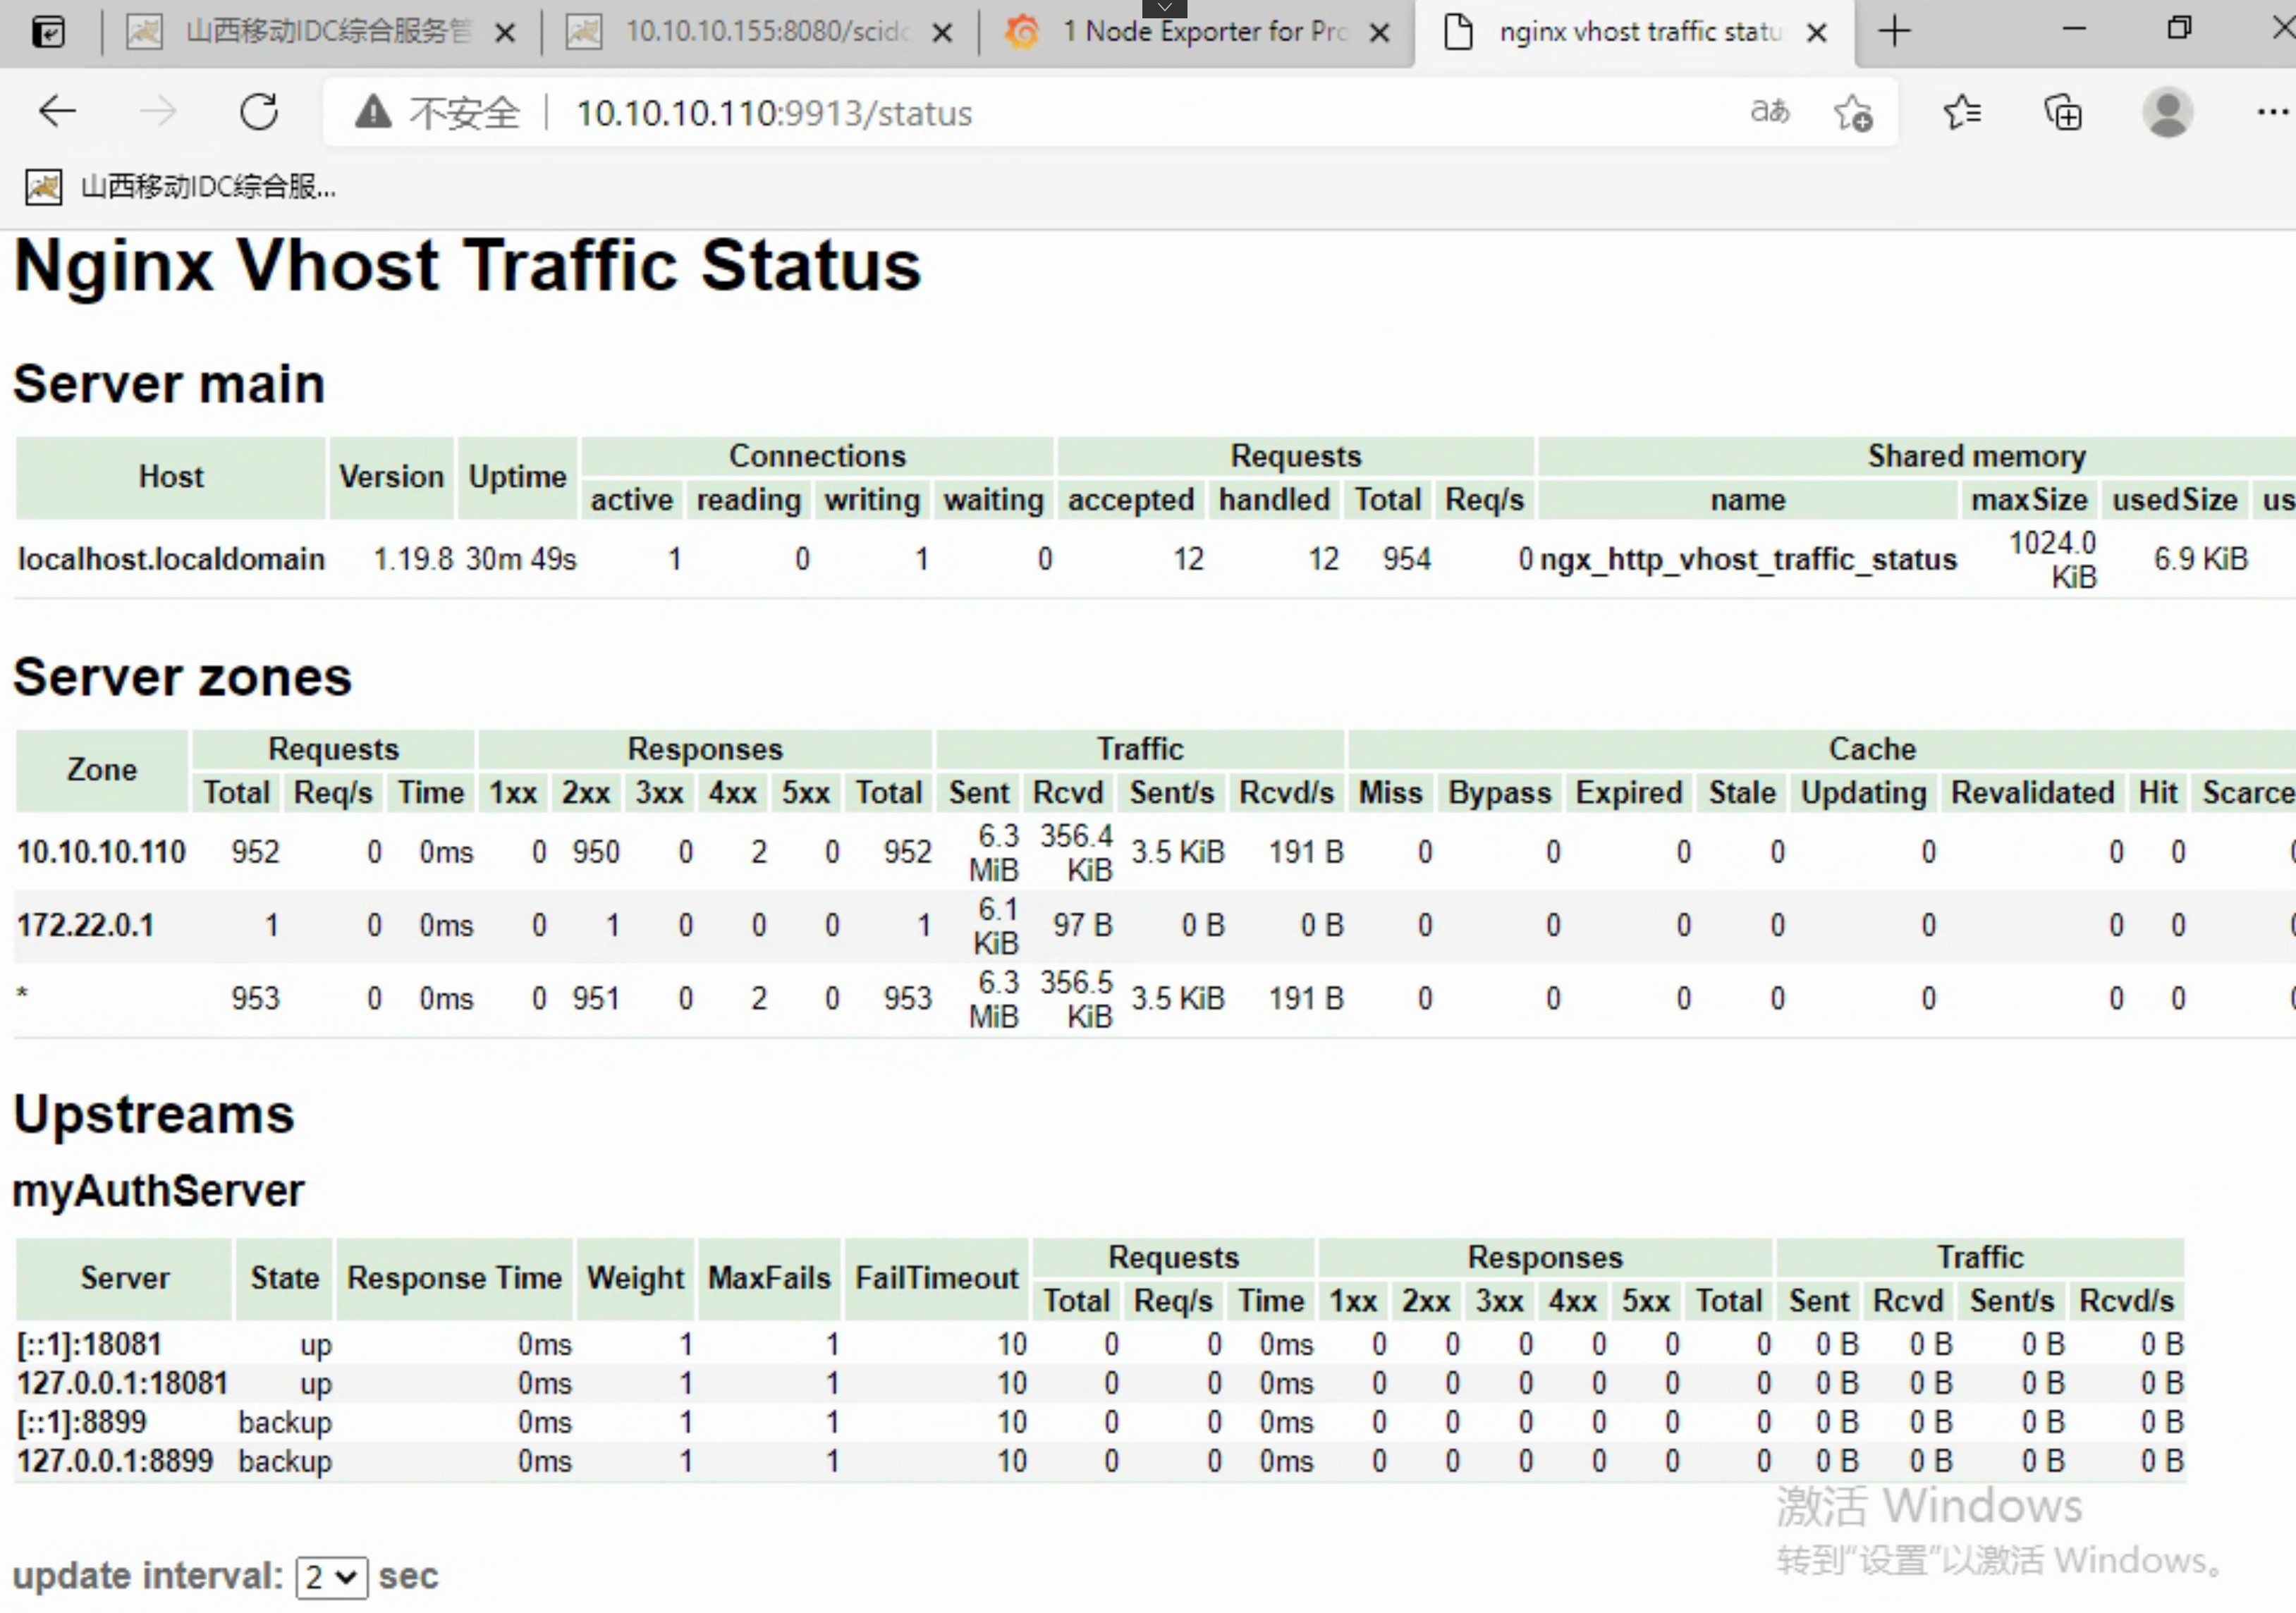 山西移动IDC综合服务管 10.10.10.155:8080/scidc 1 Node Exporter for Pro nginx vhost traffic statu
不安全 10.10.10.110:9913/status aあ
山西移动IDC综合服...
Nginx Vhost Traffic Status
Server main
Host Version Uptime Connections Requests Shared memory
active reading writing waiting accepted handled Total Req/s name maxSize usedSize us
localhost.localdomain 1.19.8 30m 49s 1 0 1 0 12 12 954 0 ngx_http_vhost_traffic_status 1024.0 KiB 6.9 KiB
Server zones
Zone Requests Responses Traffic Cache
Total Req/s Time 1xx 2xx 3xx 4xx 5xx Total Sent Rcvd Sent/s Rcvd/s Miss Bypass Expired Stale Updating Revalidated Hit Scarce
10.10.10.110 952 0 0ms 0 950 0 2 0 952 6.3 MiB 356.4 KiB 3.5 KiB 191 B 0 0 0 0 0 0 0 0
172.22.0.1 1 0 0ms 0 1 0 0 0 1 6.1 KiB 97 B 0 B 0 B 0 0 0 0 0 0 0 0
* 953 0 0ms 0 951 0 2 0 953 6.3 MiB 356.5 KiB 3.5 KiB 191 B 0 0 0 0 0 0 0 0
Upstreams
myAuthServer
Server State Response Time Weight MaxFails FailTimeout Requests Responses Traffic
Total Req/s Time 1xx 2xx 3xx 4xx 5xx Total Sent Rcvd Sent/s Rcvd/s
[::1]:18081 up 0ms 1 1 10 0 0 0ms 0 0 0 0 0 0 0 B 0 B 0 B 0 B
127.0.0.1:18081 up 0ms 1 1 10 0 0 0ms 0 0 0 0 0 0 0 B 0 B 0 B 0 B
[::1]:8899 backup 0ms 1 1 10 0 0 0ms 0 0 0 0 0 0 0 B 0 B 0 B 0 B
127.0.0.1:8899 backup 0ms 1 1 10 0 0 0ms 0 0 0 0 0 0 0 B 0 B 0 B 0 B
激活 Windows
转到“设置”以激活 Windows。
update interval: 2 sec